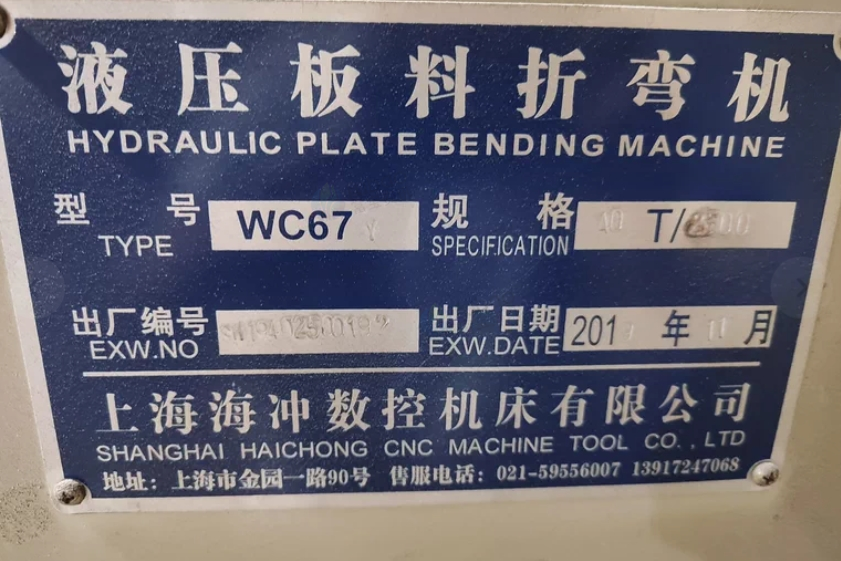 液压板料折弯机
HYDRAULIC PLATE BENDING MACHINE
型号 TYPE WC67Y 规格 SPECIFICATION T/
出厂编号 EXW.NO 出厂日期 EXW.DATE 201 年 11 月
上海海冲数控机床有限公司
SHANGHAI HAICHONG CNC MACHINE TOOL CO., LTD
地址: 上海市金园一路90号 售服电话: 021-59556007 13917247068